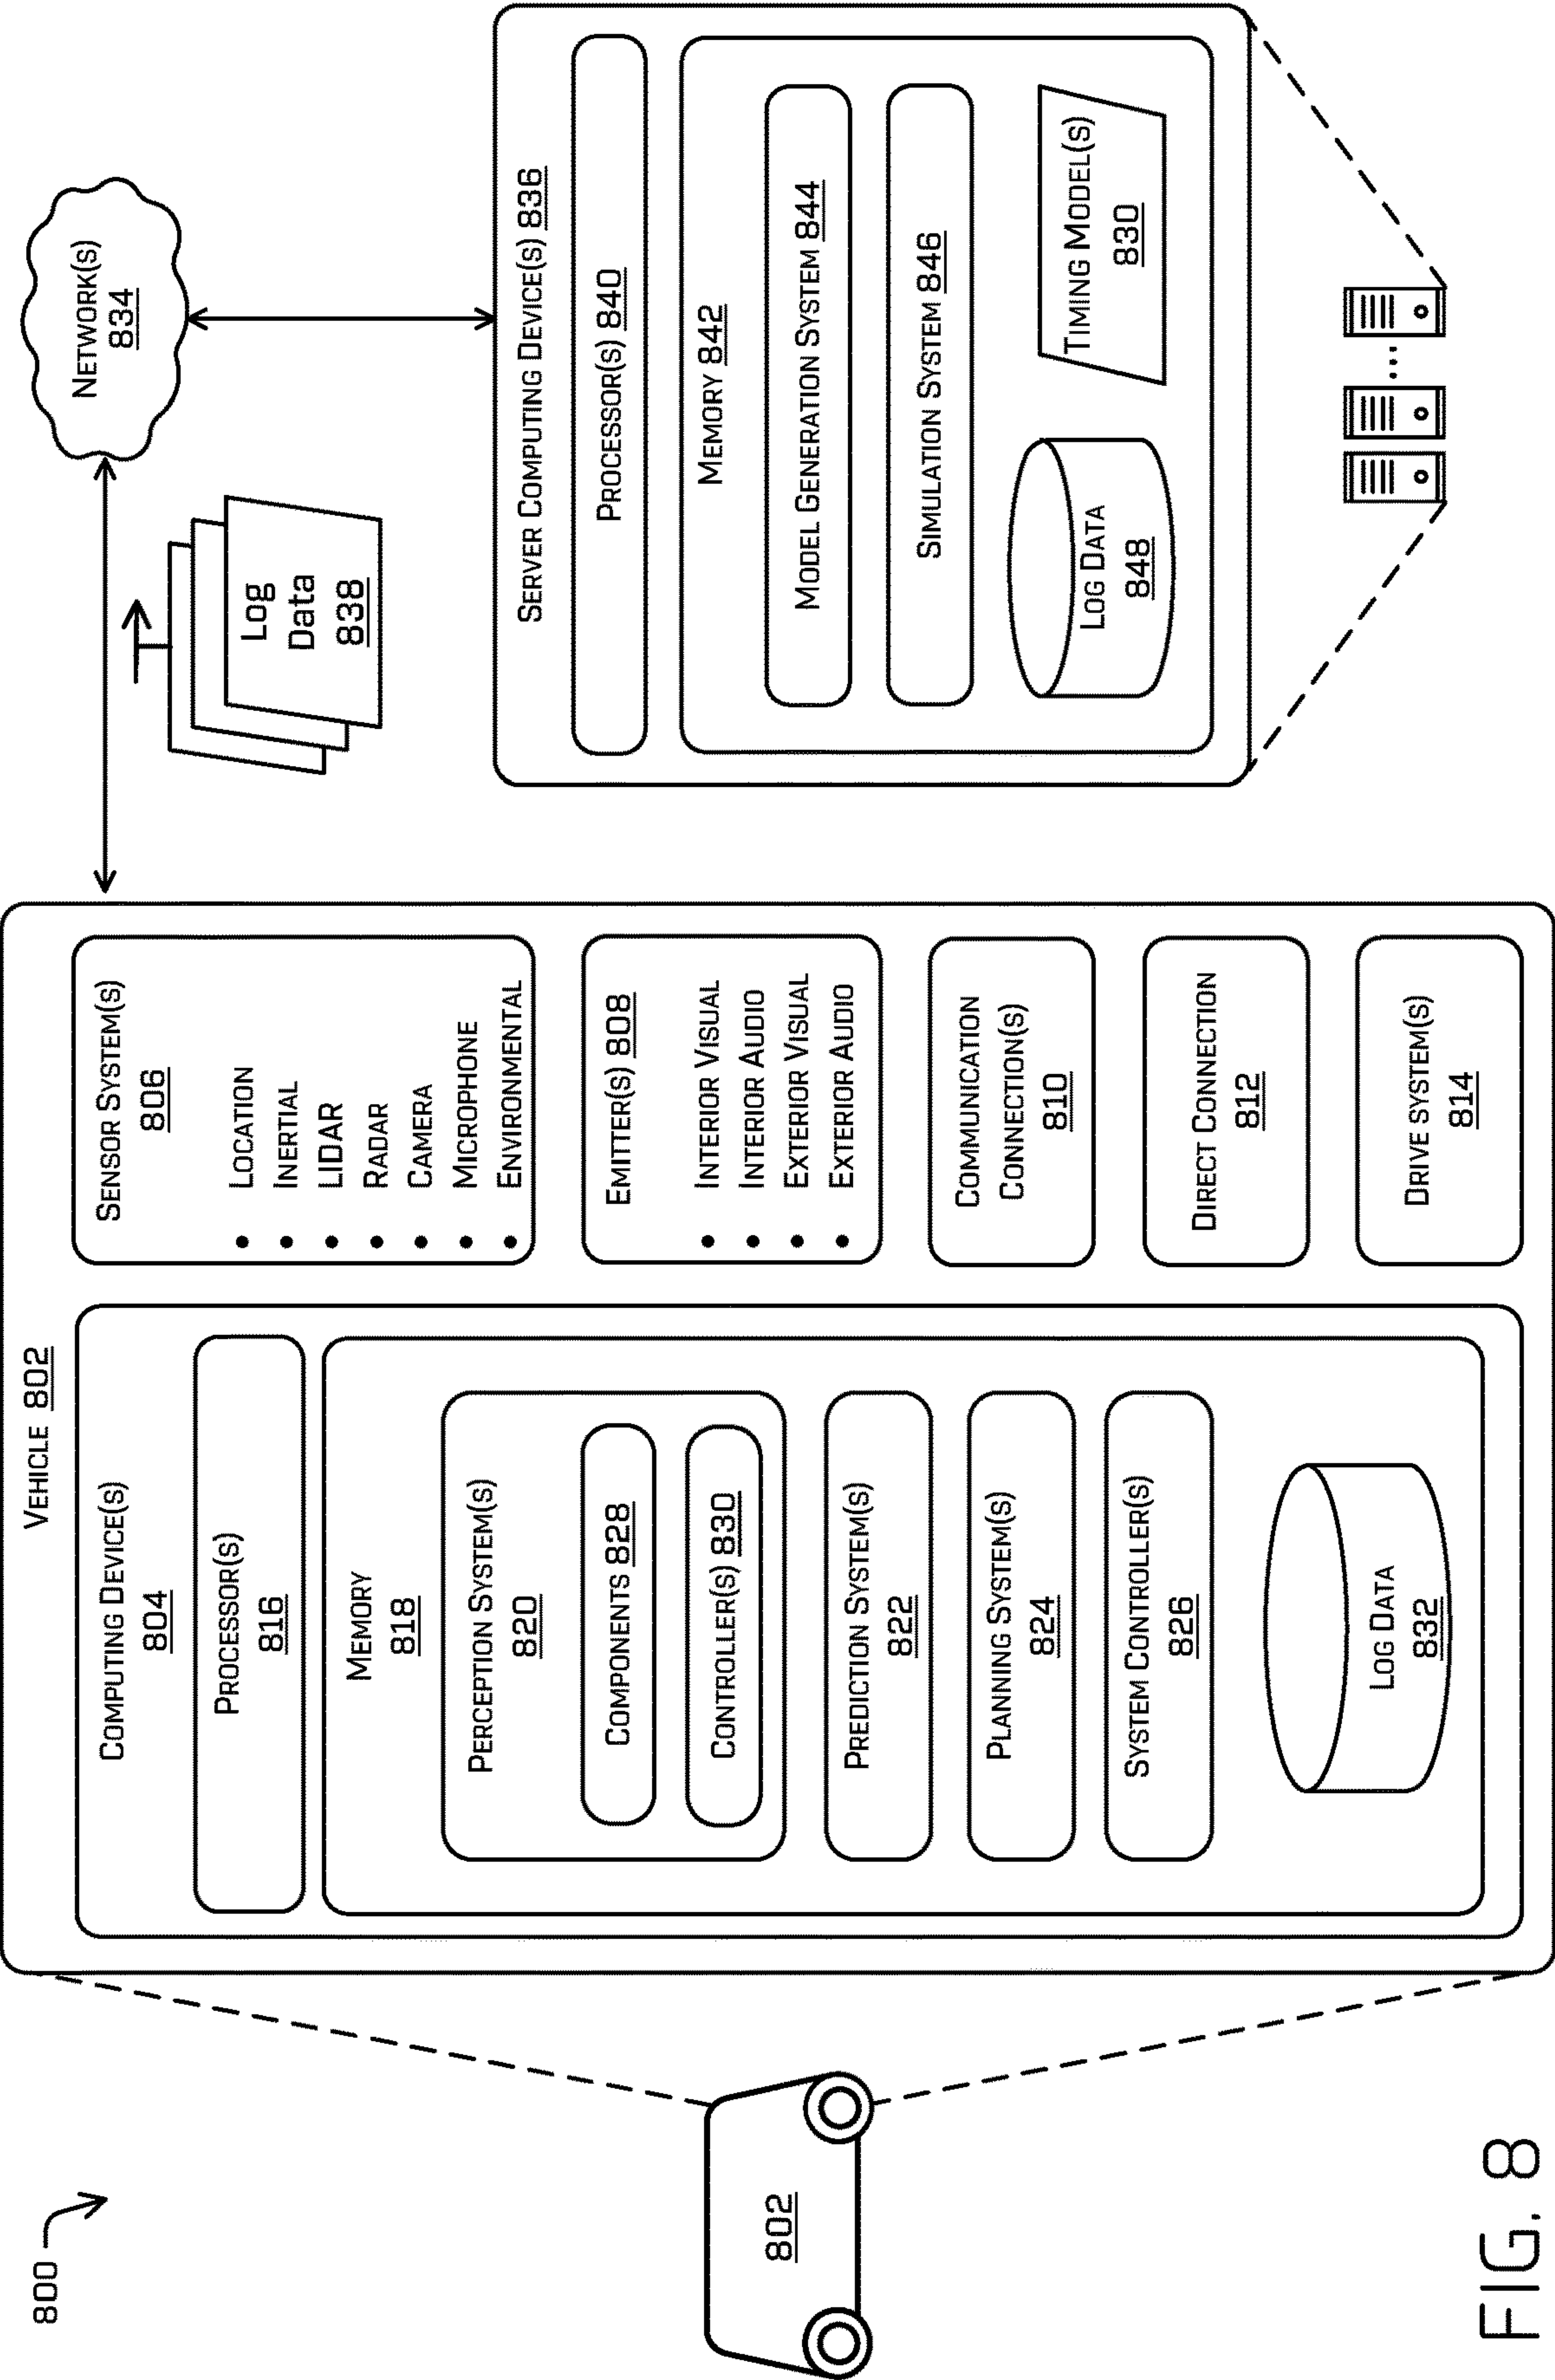 800
802
VEHICLE 802
COMPUTING DEVICE(S)
804
PROCESSOR(S)
816
MEMORY
818
PERCEPTION SYSTEM(S)
820
COMPONENTS 828
CONTROLLER(S) 830
PREDICTION SYSTEM(S)
822
PLANNING SYSTEM(S)
824
SYSTEM CONTROLLER(S)
826
LOG DATA
832
SENSOR SYSTEM(S)
806
• LOCATION
• INERTIAL
• LIDAR
• RADAR
• CAMERA
• MICROPHONE
• ENVIRONMENTAL
EMITTER(S) 808
• INTERIOR VISUAL
• INTERIOR AUDIO
• EXTERIOR VISUAL
• EXTERIOR AUDIO
COMMUNICATION
CONNECTION(S)
810
DIRECT CONNECTION
812
DRIVE SYSTEM(S)
814
NETWORK(S)
834
Log
Data
838
SERVER COMPUTING DEVICE(S) 836
PROCESSOR(S) 840
MEMORY 842
MODEL GENERATION SYSTEM 844
SIMULATION SYSTEM 846
LOG DATA
848
TIMING MODEL(S)
830
...
FIG. 8